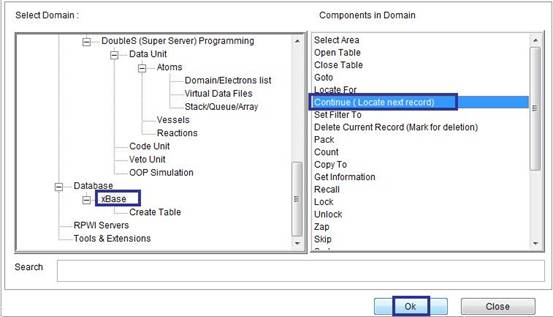 Select Domain :
Components in Domain
DoubleS (Super Server) Programming
Data Unit
Atoms
Domain/Electrons list
Virtual Data Files
Stack/Queue/Array
Vessels
Reactions
Code Unit
Veto Unit
OOP Simulation
Database
xBase
Create Table
RPWI Servers
Tools & Extensions
Select Area
Open Table
Close Table
Goto
Locate For
Continue ( Locate next record)
Set Filter To
Delete Current Record (Mark for deletion)
Pack
Count
Copy To
Get Information
Recall
Lock
Unlock
Zap
Skip
Search
Ok
Close